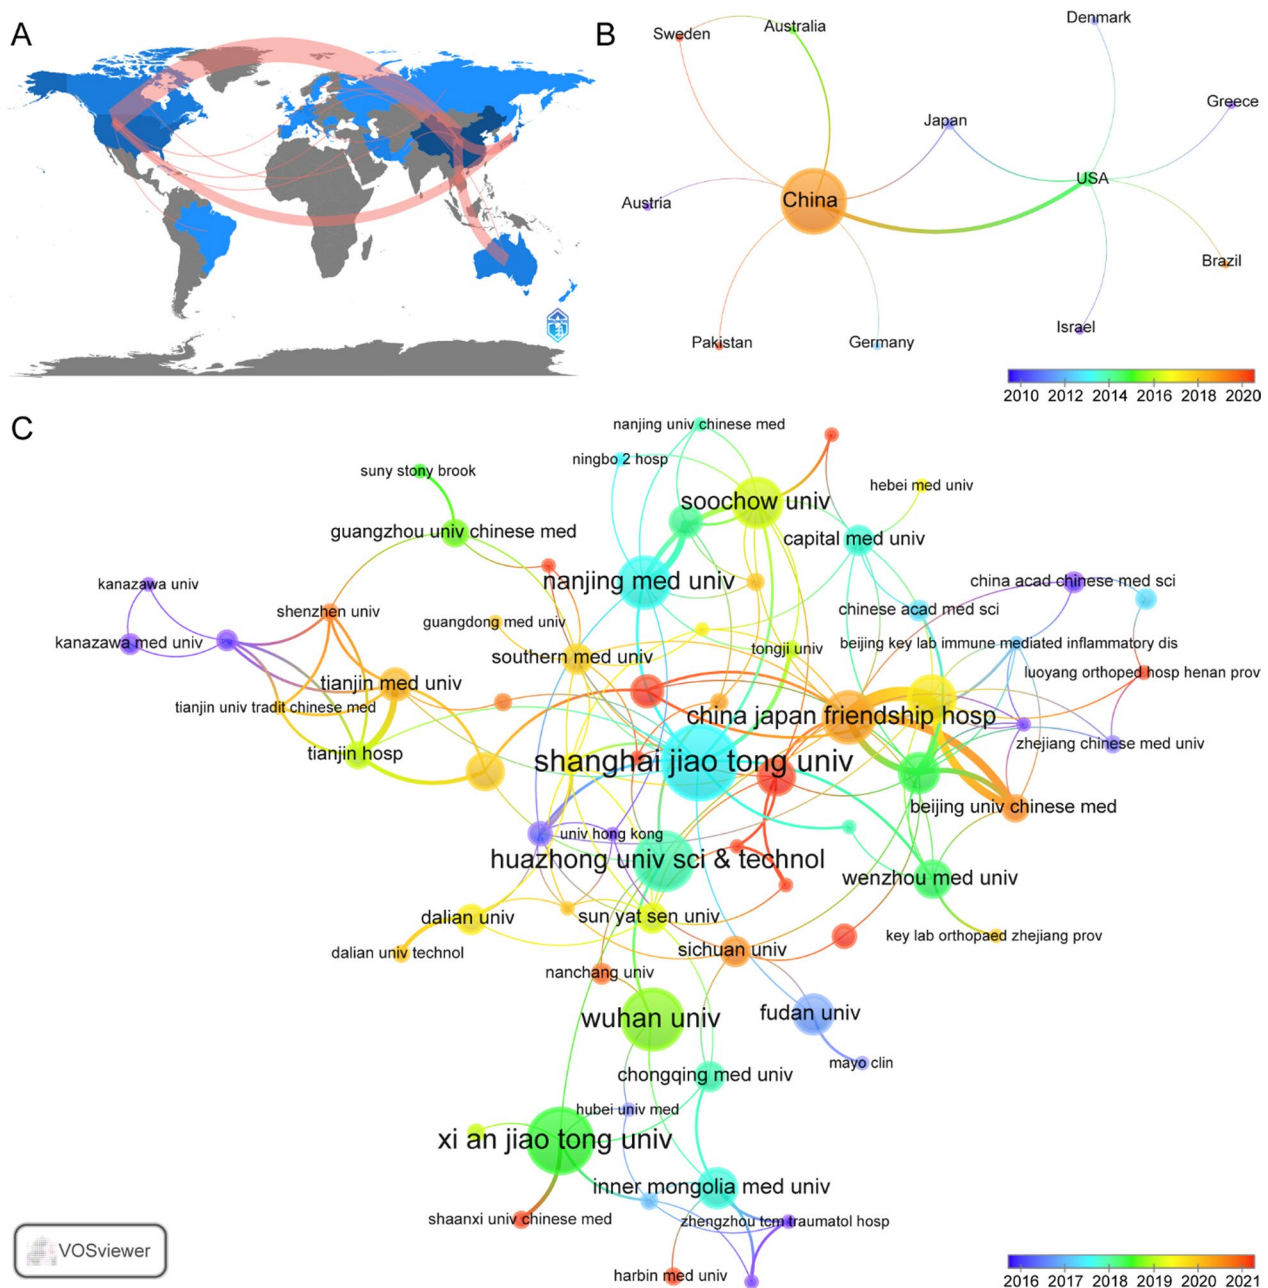 A
B
Sweden
Australia
Denmark
Greece
Japan
USA
China
Austria
Brazil
Israel
Pakistan
Germany
2010 2012 2014 2016 2018 2020
C
nanjing univ chinese med
ningbo 2 hosp
suny stony brook
hebei med univ
soochow univ
guangzhou univ chinese med
capital med univ
nanjing med univ
kanazawa univ
china acad chinese med sci
shenzhen univ
chinese acad med sci
guangdong med univ
kanazawa med univ
beijing key lab immune mediated inflammatory dis
tongji univ
southern med univ
luoyang orthoped hosp henan prov
tianjin med univ
tianjin univ tradit chinese med
china japan friendship hosp
zhejiang chinese med univ
tianjin hosp
shanghai jiao tong univ
beijing univ chinese med
univ hong kong
huazhong univ sci & technol
wenzhou med univ
dalian univ
sun yat sen univ
key lab orthopaed zhejiang prov
dalian univ technol
sichuan univ
nanchang univ
wuhan univ
fudan univ
mayo clin
chongqing med univ
hubei univ med
xi an jiao tong univ
inner mongolia med univ
shaanxi univ chinese med
zhengzhou tcm traumatol hosp
VOSviewer
harbin med univ
2016 2017 2018 2019 2020 2021